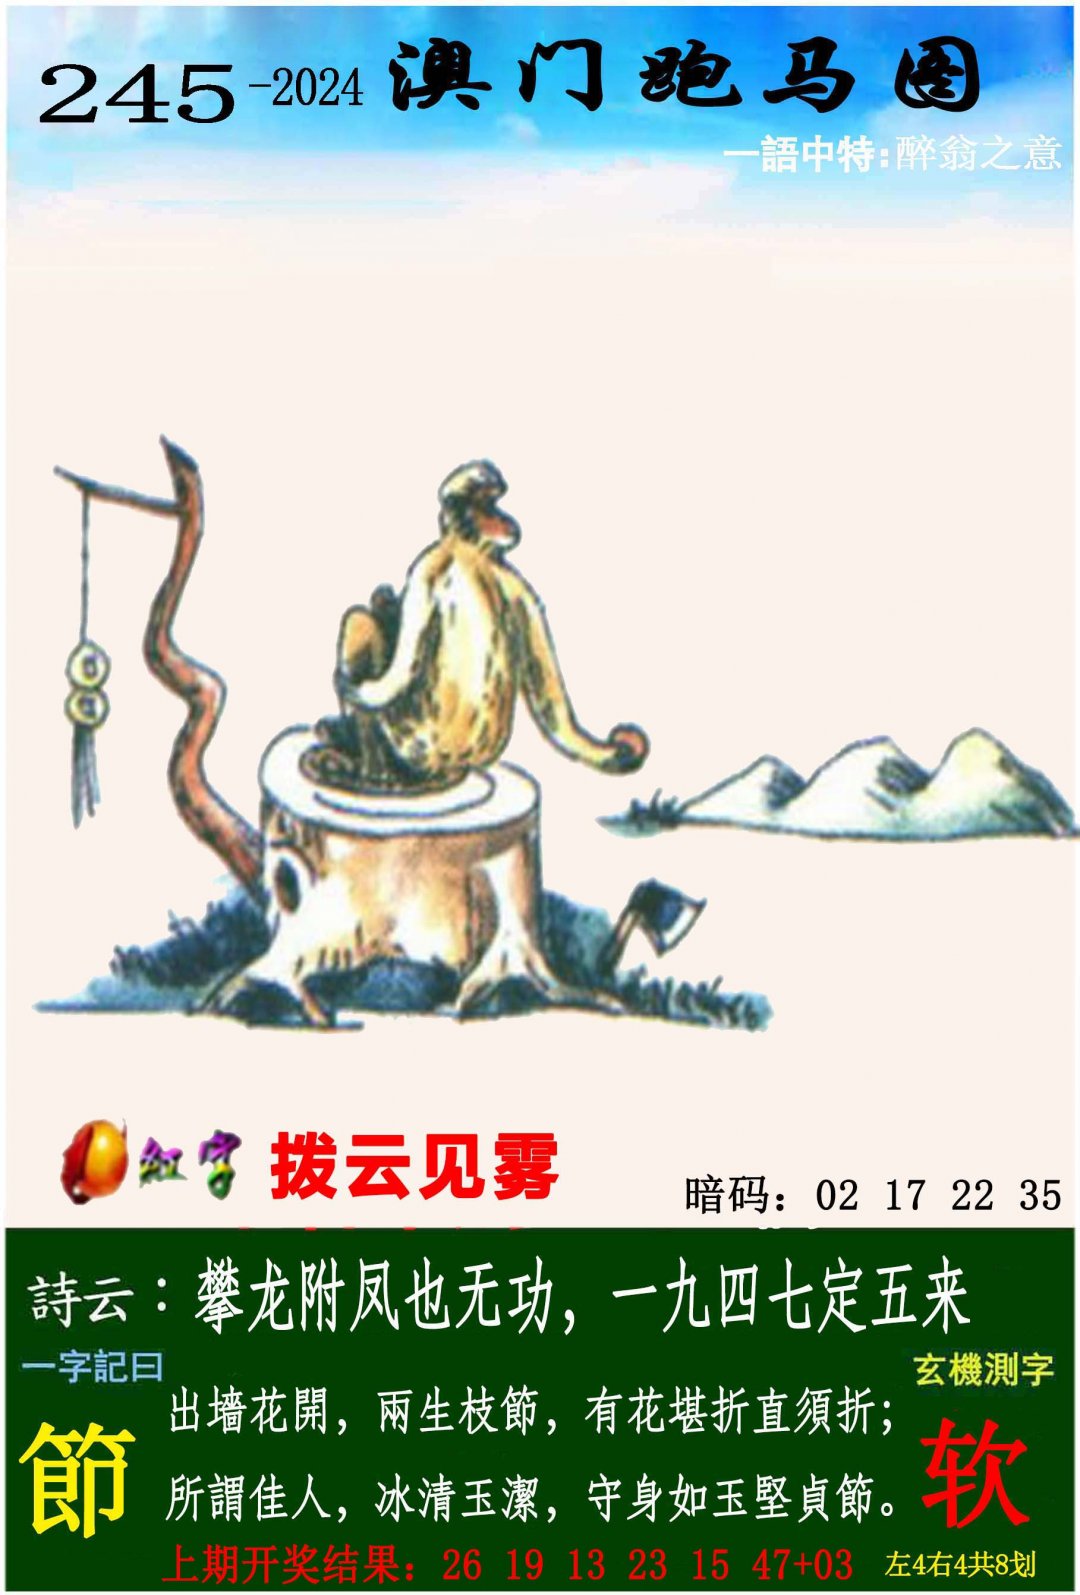 245-2024 澳门跑马图
一語中特:醉翁之意
红字 拨云见雾
暗码：02 17 22 35
詩云：攀龙附凤也无功，一九四七定五来
一字記曰
玄機測字
出墻花開，兩生枝節，有花堪折直須折；
節
软
所謂佳人，冰清玉潔，守身如玉堅貞節。
上期开奖结果：26 19 13 23 15 47+03
左4右4共8划